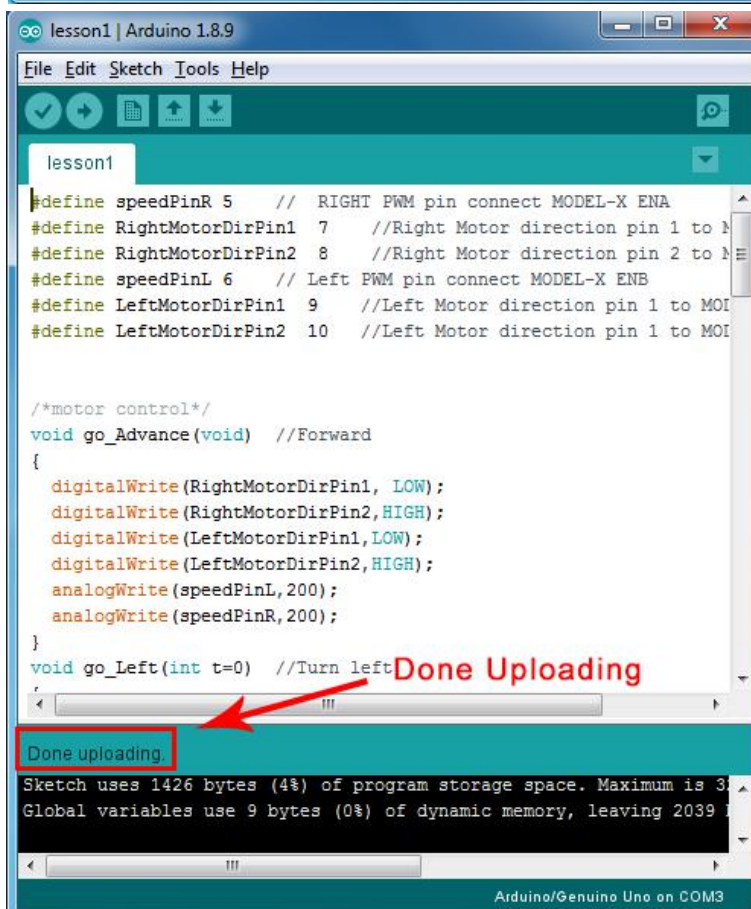 lesson1 | Arduino 1.8.9
File Edit Sketch Tools Help
lesson1
#define speedPinR 5    //  RIGHT PWM pin connect MODEL-X ENA
#define RightMotorDirPin1  7    //Right Motor direction pin 1 to
#define RightMotorDirPin2  8    //Right Motor direction pin 2 to
#define speedPinL 6    // Left PWM pin connect MODEL-X ENB
#define LeftMotorDirPin1  9    //Left Motor direction pin 1 to
#define LeftMotorDirPin2  10   //Left Motor direction pin 1 to
/*motor control*/
void go_Advance(void)  //Forward
{
  digitalWrite(RightMotorDirPin1, LOW);
  digitalWrite(RightMotorDirPin2,HIGH);
  digitalWrite(LeftMotorDirPin1,LOW);
  digitalWrite(LeftMotorDirPin2,HIGH);
  analogWrite(speedPinL,200);
  analogWrite(speedPinR,200);
}
void go_Left(int t=0)  //Turn left
Done Uploading
Done uploading.
Sketch uses 1426 bytes (4%) of program storage space. Maximum is
Global variables use 9 bytes (0%) of dynamic memory, leaving 2039
Arduino/Genuino Uno on COM3